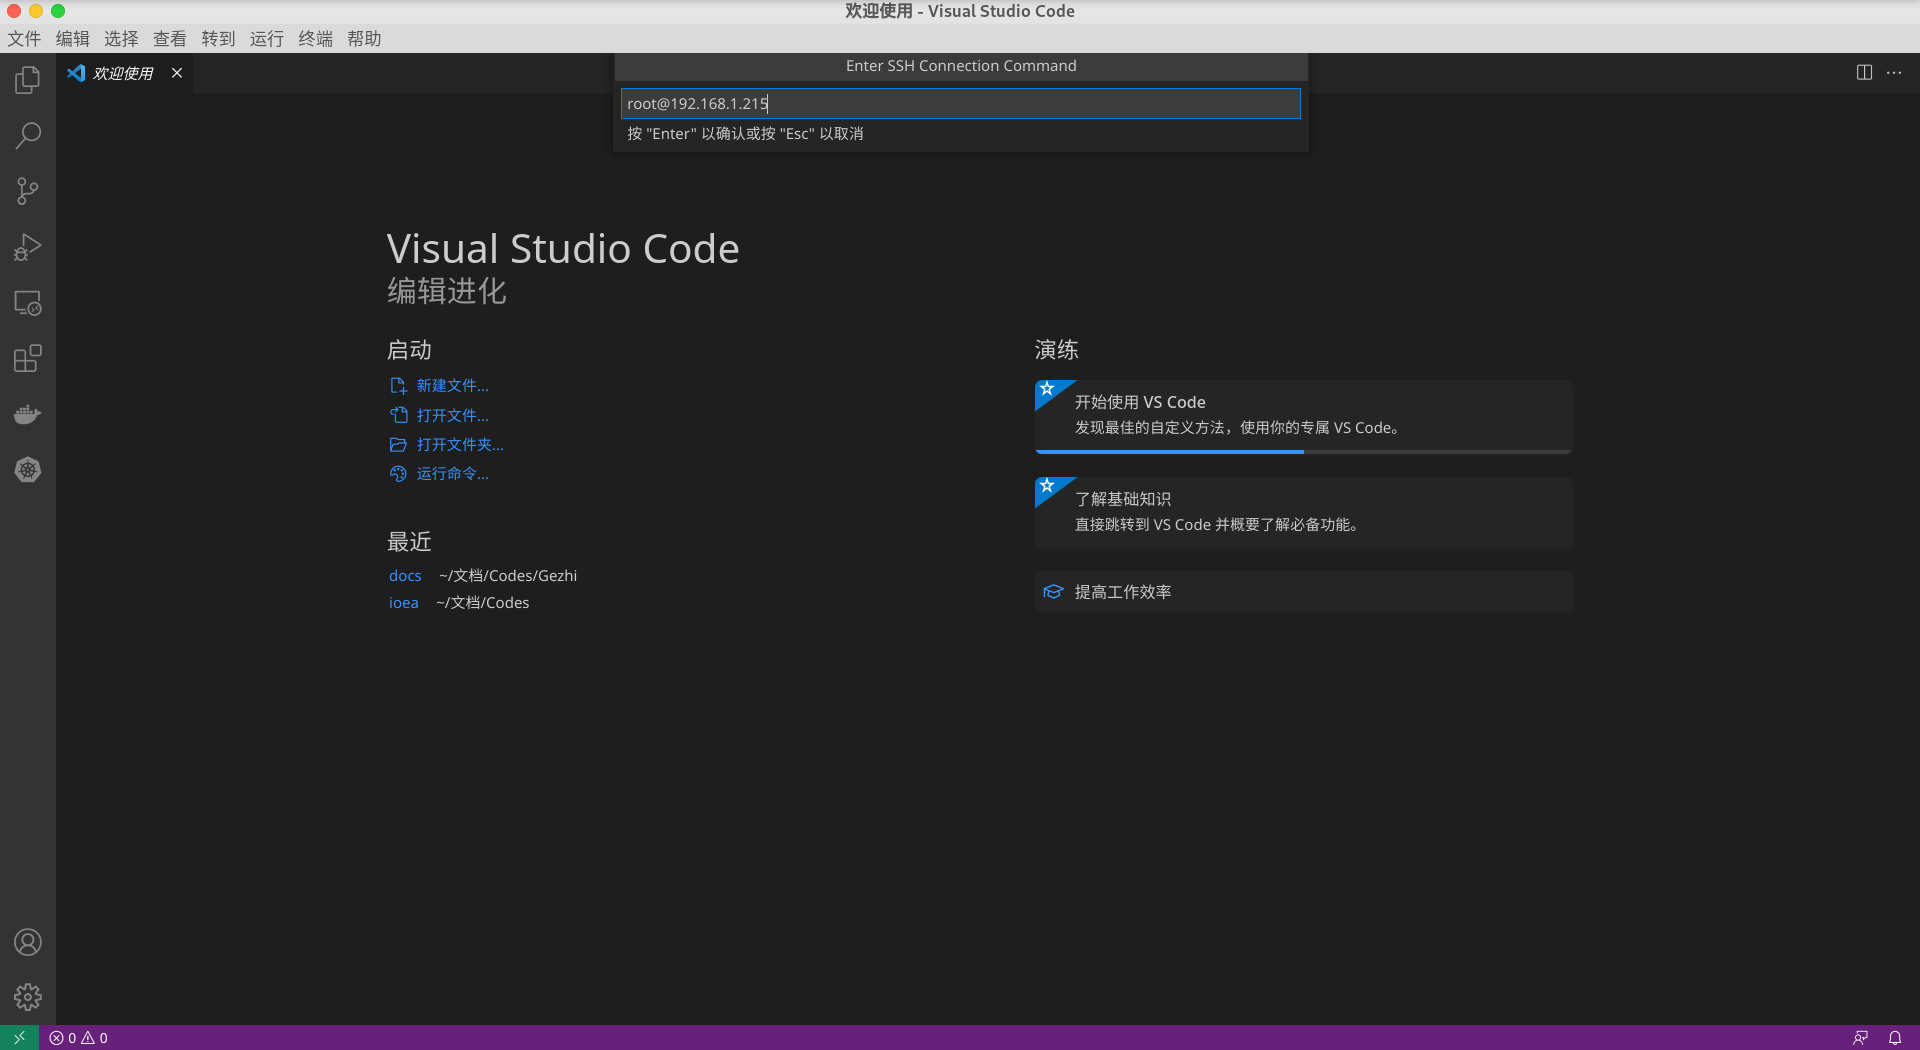 欢迎使用 - Visual Studio Code
文件 编辑 选择 查看 转到 运行 终端 帮助
欢迎使用
Enter SSH Connection Command
root@192.168.1.215
按 "Enter" 以确认或按 "Esc" 以取消
Visual Studio Code
编辑进化
启动
新建文件...
打开文件...
打开文件夹...
运行命令...
最近
docs ~/文档/Codes/Gezhi
ioea ~/文档/Codes
演练
开始使用 VS Code
发现最佳的自定义方法，使用你的专属 VS Code。
了解基础知识
直接跳转到 VS Code 并概要了解必备功能。
提高工作效率
0 0